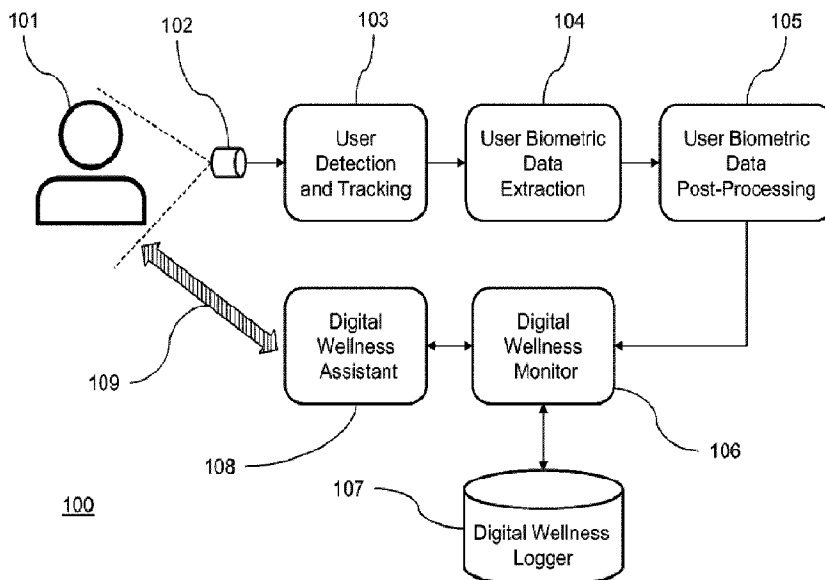 101
102
103
104
105
User
Detection
and Tracking
User Biometric
Data
Extraction
User Biometric
Data
Post-Processing
109
Digital
Wellness
Assistant
Digital
Wellness
Monitor
108
106
100
107
Digital Wellness
Logger